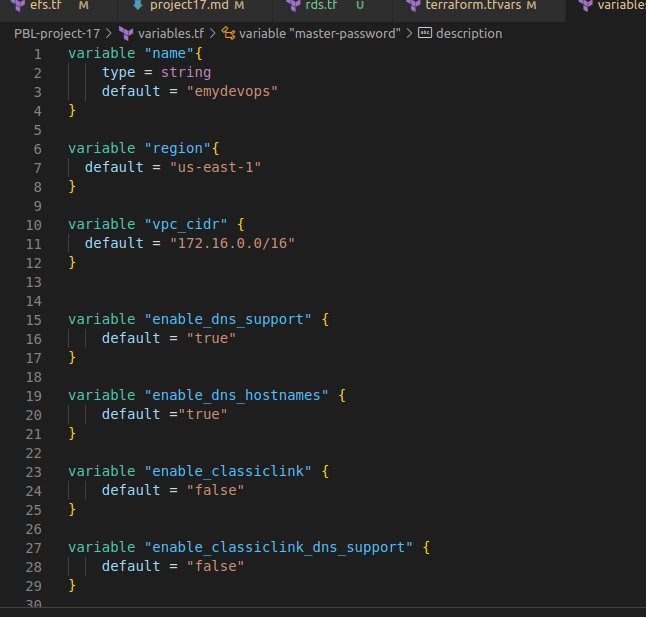 efs.tf M project17.md M rds.tf U terraform.tfvars M variables
PBL-project-17 > variables.tf > variable "master-password" > abc description
1 variable "name"{
2 type = string
3 default = "emydevops"
4 }
5
6 variable "region"{
7 default = "us-east-1"
8 }
9
10 variable "vpc_cidr" {
11 default = "172.16.0.0/16"
12 }
13
14
15 variable "enable_dns_support" {
16 default = "true"
17 }
18
19 variable "enable_dns_hostnames" {
20 default ="true"
21 }
22
23 variable "enable_classiclink" {
24 default = "false"
25 }
26
27 variable "enable_classiclink_dns_support" {
28 default = "false"
29 }
30